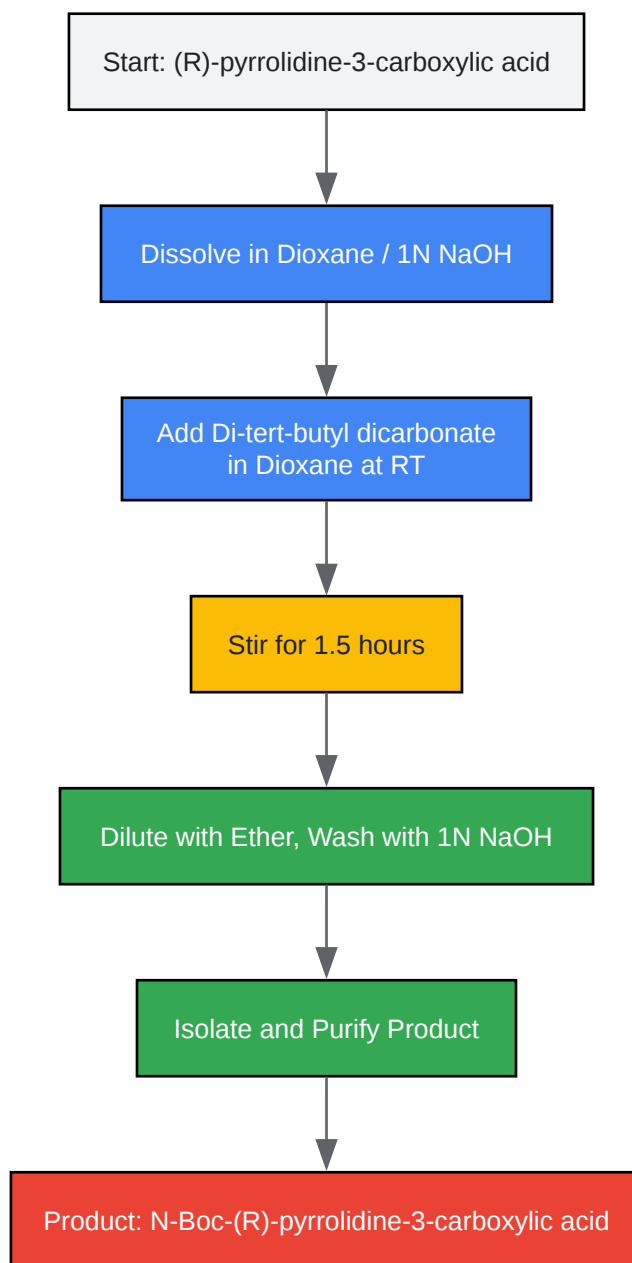 Start: (R)-pyrrolidine-3-carboxylic acid
Dissolve in Dioxane / 1N NaOH
Add Di-tert-butyl dicarbonate
in Dioxane at RT
Stir for 1.5 hours
Dilute with Ether, Wash with 1N NaOH
Isolate and Purify Product
Product: N-Boc-(R)-pyrrolidine-3-carboxylic acid